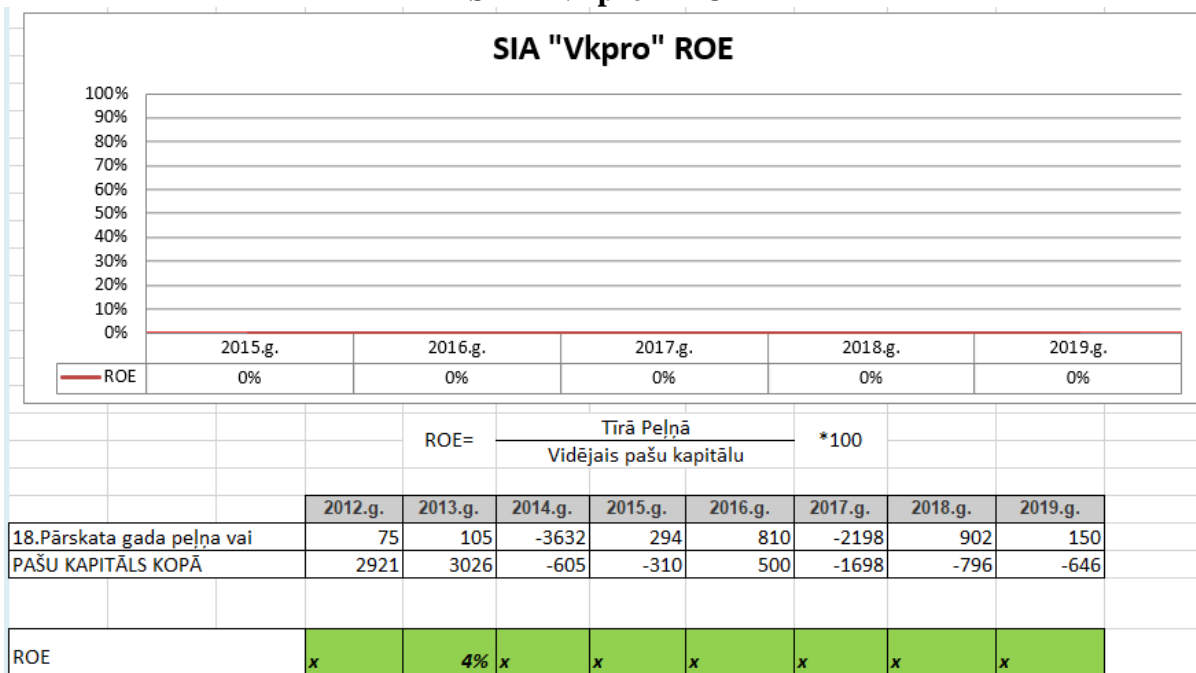 SIA "Vkpro" ROE
100%
90%
80%
70%
60%
50%
40%
30%
20%
10%
0%
2015.g. 2016.g. 2017.g. 2018.g. 2019.g.
ROE 0% 0% 0% 0% 0%
ROE= Tīrā Peļņā *100
Vidējais pašu kapitālu
2012.g. 2013.g. 2014.g. 2015.g. 2016.g. 2017.g. 2018.g. 2019.g.
18.Pārskata gada peļņa vai 75 105 -3632 294 810 -2198 902 150
PAŠU KAPITĀLS KOPĀ 2921 3026 -605 -310 500 -1698 -796 -646
ROE x 4% x x x x x x